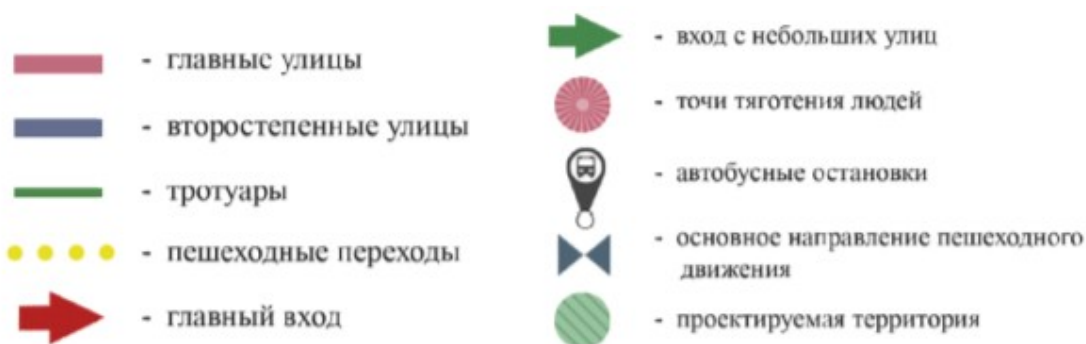 - главные улицы
- второстепенные улицы
- тротуары
- пешеходные переходы
- главный вход
- вход с небольших улиц
- точи тяготения людей
- автобусные остановки
- основное направление пешеходного
движения
- проектируемая территория